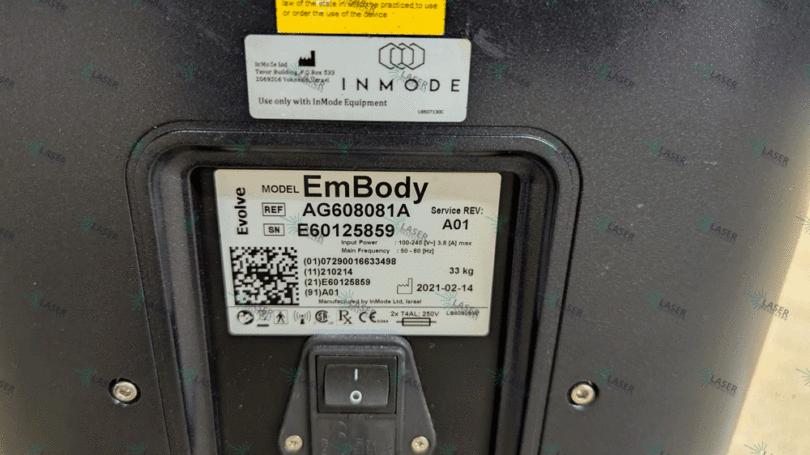 law of the state in which he practiced,to use
or order the use of the device
InMode Ltd
Tavor Building, P.O.Box 533
2069206 Yokneam, Israel
INMODE
Use only with InMode Equipment
Evolve
MODEL EmBody
REF AG608081A
Service REV:
A01
SN E60125859
Input Power : 100-240 [V~] 3.8 [A] max
Main Frequency : 50 - 60 [Hz]
(01)07290016633498
(11)210214
33 kg
(21)E60125859
2021-02-14
(91)A01
Manufactured by InMode Ltd, Israel
Rx CE
2x T4AL: 250V
LASER